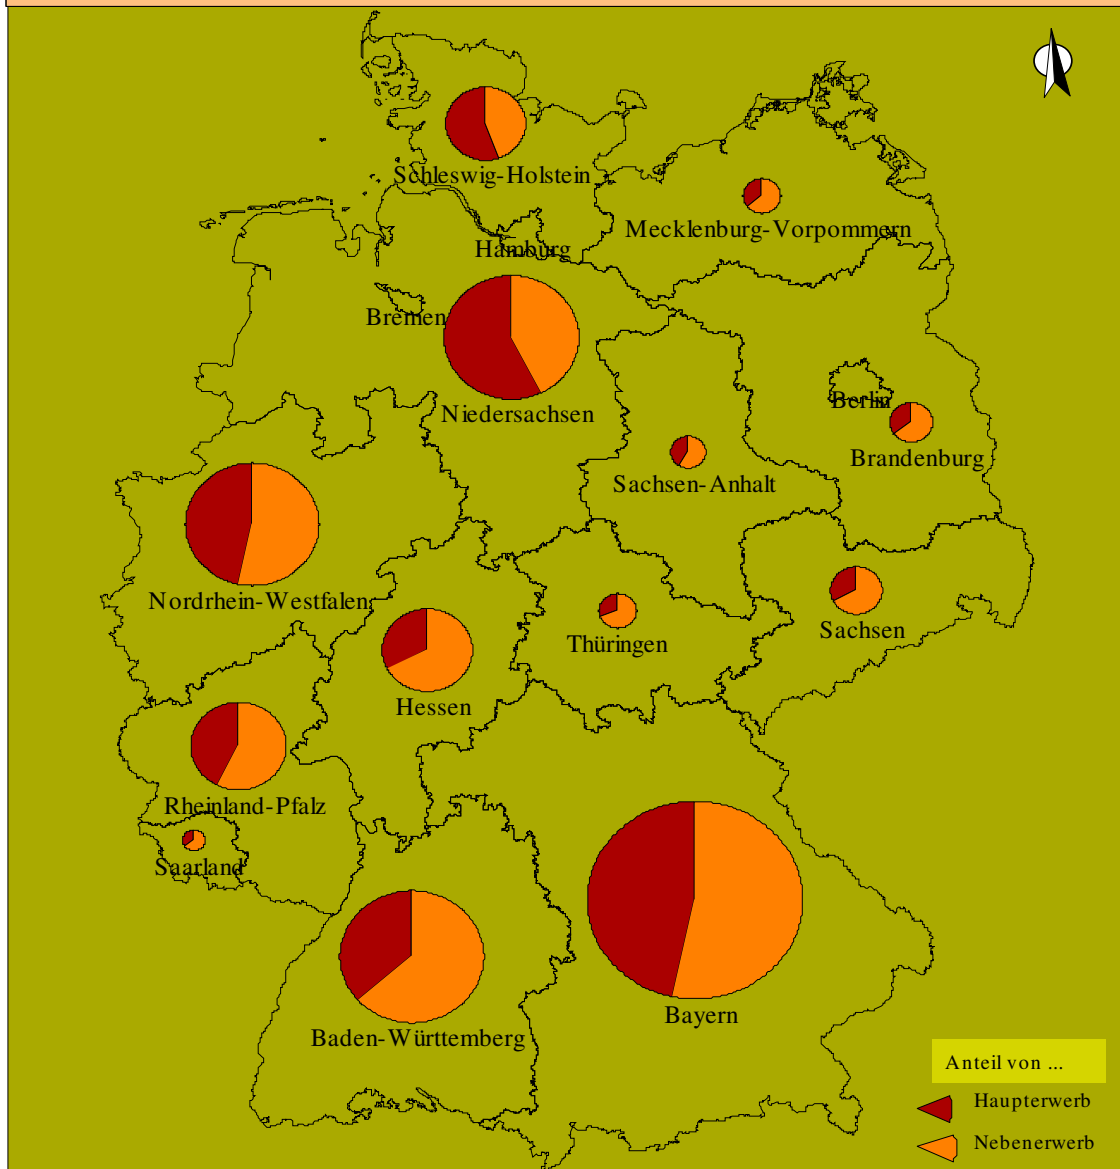 Schleswig-Holstein
Mecklenburg-Vorpommern
Hamburg
Bremen
Niedersachsen
Berlin
Brandenburg
Sachsen-Anhalt
Nordrhein-Westfalen
Thüringen
Sachsen
Hessen
Rheinland-Pfalz
Saarland
Bayern
Baden-Württemberg
Anteil von ...
Haupterwerb
Nebenerwerb